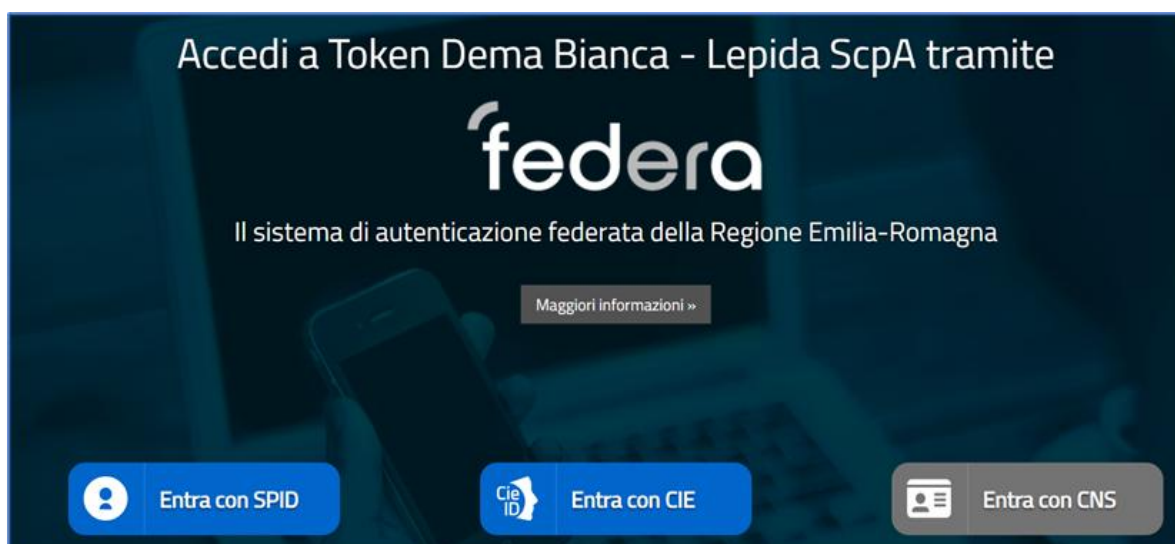 Accedi a Token Dema Bianca - Lepida ScpA tramite
federa
Il sistema di autenticazione federata della Regione Emilia-Romagna
Maggiori informazioni »
Entra con SPID
Cie
ID
Entra con CIE
Entra con CNS